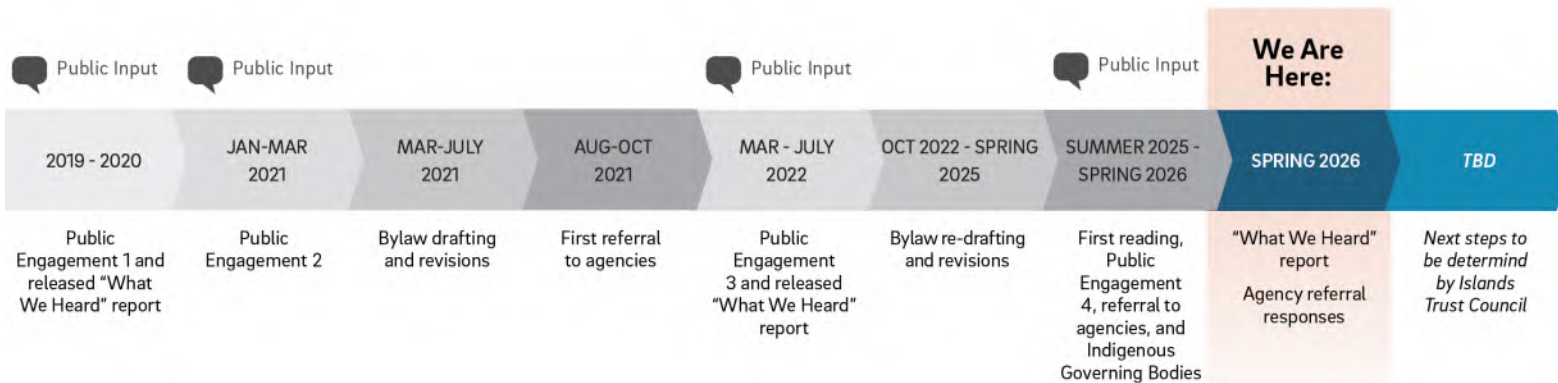 Public Input
Public Input
Public Input
Public Input
We Are
Here:
2019 - 2020
JAN-MAR
2021
MAR-JULY
2021
AUG-OCT
2021
MAR - JULY
2022
OCT 2022 - SPRING
2025
SUMMER 2025 -
SPRING 2026
SPRING 2026
TBD
Public
Engagement 1 and
released “What
We Heard” report
Public
Engagement 2
Bylaw drafting
and revisions
First referral
to agencies
Public
Engagement
3 and released
“What We Heard”
report
Bylaw re-drafting
and revisions
First reading,
Public
Engagement
4, referral to
agencies, and
Indigenous
Governing Bodies
“What We Heard”
report
Agency referral
responses
Next steps to
be determind
by Islands
Trust Council